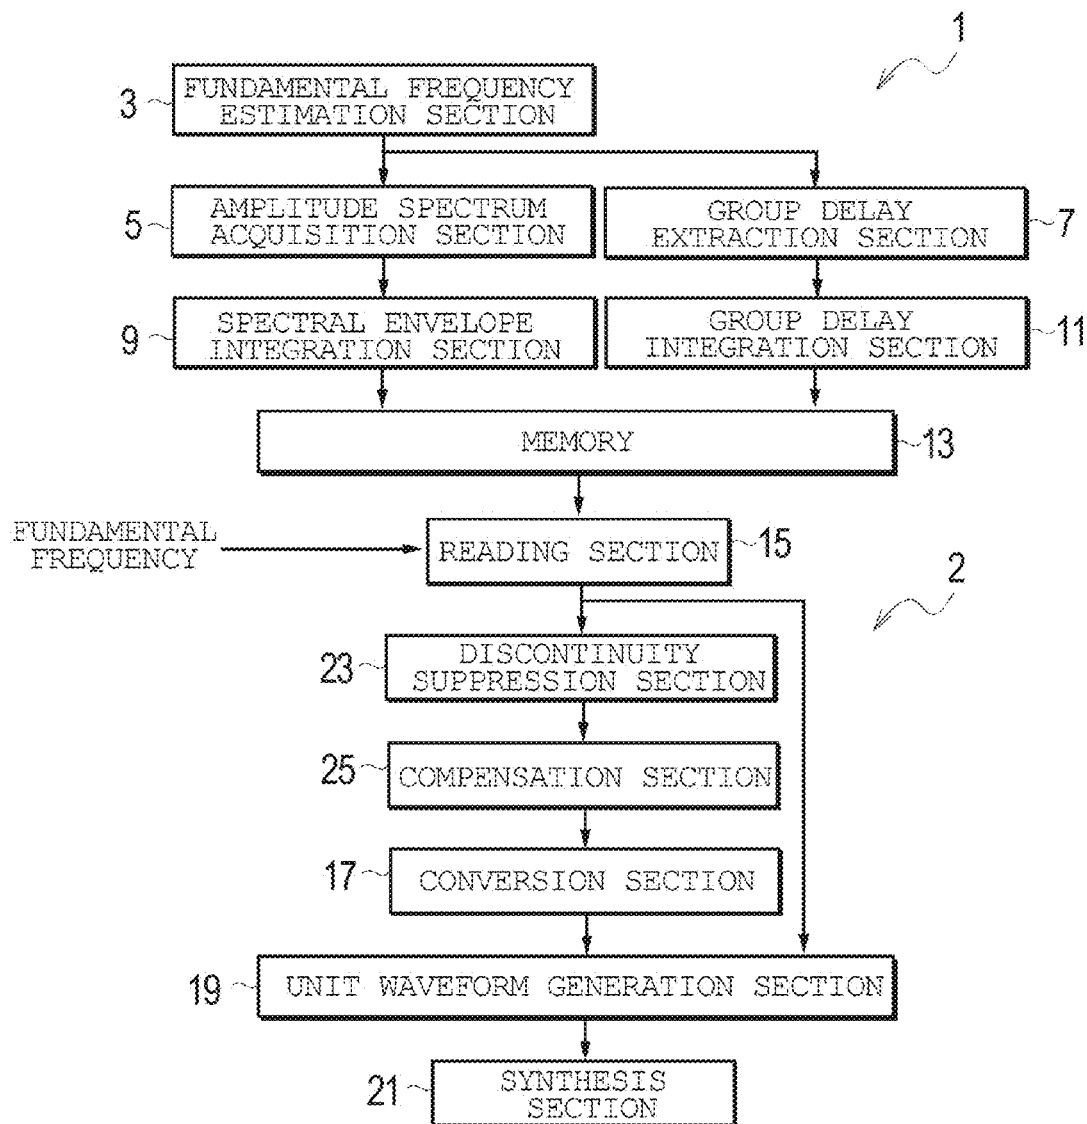 1
FUNDAMENTAL FREQUENCY
ESTIMATION SECTION
3
AMPLITUDE SPECTRUM
ACQUISITION SECTION
5
GROUP DELAY
EXTRACTION SECTION
7
SPECTRAL ENVELOPE
INTEGRATION SECTION
9
GROUP DELAY
INTEGRATION SECTION
11
MEMORY
13
FUNDAMENTAL
FREQUENCY
READING SECTION
15
2
DISCONTINUITY
SUPPRESSION SECTION
23
COMPENSATION SECTION
25
CONVERSION SECTION
17
UNIT WAVEFORM GENERATION SECTION
19
SYNTHESIS
SECTION
21